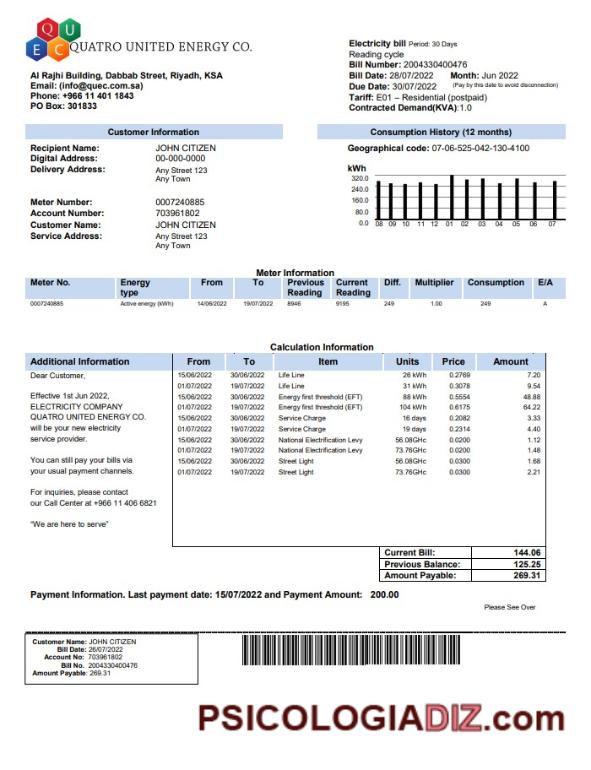 Q U
E C QUATRO UNITED ENERGY CO.
Al Rajhi Building, Dabbab Street, Riyadh, KSA
Email: (info@quec.com.sa)
Phone: +966 11 401 1843
PO Box: 301833
Electricity bill Period: 30 Days
Reading cycle
Bill Number: 2004330400476
Bill Date: 28/07/2022 Month: Jun 2022
Due Date: 30/07/2022 (Pay by this date to avoid disconnection)
Tariff: E01 – Residential (postpaid)
Contracted Demand(KVA):1.0
Customer Information
Recipient Name: JOHN CITIZEN
Digital Address: 00-000-0000
Delivery Address: Any Street 123
Any Town
Meter Number: 0007240885
Account Number: 703961802
Customer Name: JOHN CITIZEN
Service Address: Any Street 123
Any Town
Consumption History (12 months)
Geographical code: 07-06-525-042-130-4100
kWh
320.0
240.0
160.0
80.0
0.0 08 09 10 11 12 01 02 03 04 05 06 07
Meter Information
Meter No. Energy type From To Previous Reading Current Reading Diff. Multiplier Consumption E/A
0007240885 Active energy (kWh) 14/06/2022 19/07/2022 8946 9195 249 1.00 249 A
Calculation Information
Additional Information From To Item Units Price Amount
Dear Customer,
Effective 1st Jun 2022,
ELECTRICITY COMPANY
QUATRO UNITED ENERGY CO.
will be your new electricity
service provider.
You can still pay your bills via
your usual payment channels.
For inquiries, please contact
our Call Center at +966 11 406 6821
"We are here to serve"
15/06/2022 30/06/2022 Life Line 26 kWh 0.2769 7.20
01/07/2022 19/07/2022 Life Line 31 kWh 0.3078 9.54
15/06/2022 30/06/2022 Energy first threshold (EFT) 88 kWh 0.5554 48.88
01/07/2022 19/07/2022 Energy first threshold (EFT) 104 kWh 0.6175 64.22
15/06/2022 30/06/2022 Service Charge 16 days 0.2082 3.33
01/07/2022 19/07/2022 Service Charge 19 days 0.2314 4.40
15/06/2022 30/06/2022 National Electrification Levy 56.08GHc 0.0200 1.12
01/07/2022 19/07/2022 National Electrification Levy 73.76GHc 0.0200 1.48
15/06/2022 30/06/2022 Street Light 56.08GHc 0.0300 1.68
01/07/2022 19/07/2022 Street Light 73.76GHc 0.0300 2.21
Current Bill: 144.06
Previous Balance: 125.25
Amount Payable: 269.31
Payment Information. Last payment date: 15/07/2022 and Payment Amount: 200.00
Please See Over
Customer Name: JOHN CITIZEN
Bill Date: 26/07/2022
Account No: 703961802
Bill No. 2004330400476
Amount Payable: 269.31
PSICOLOGIADIZ.com